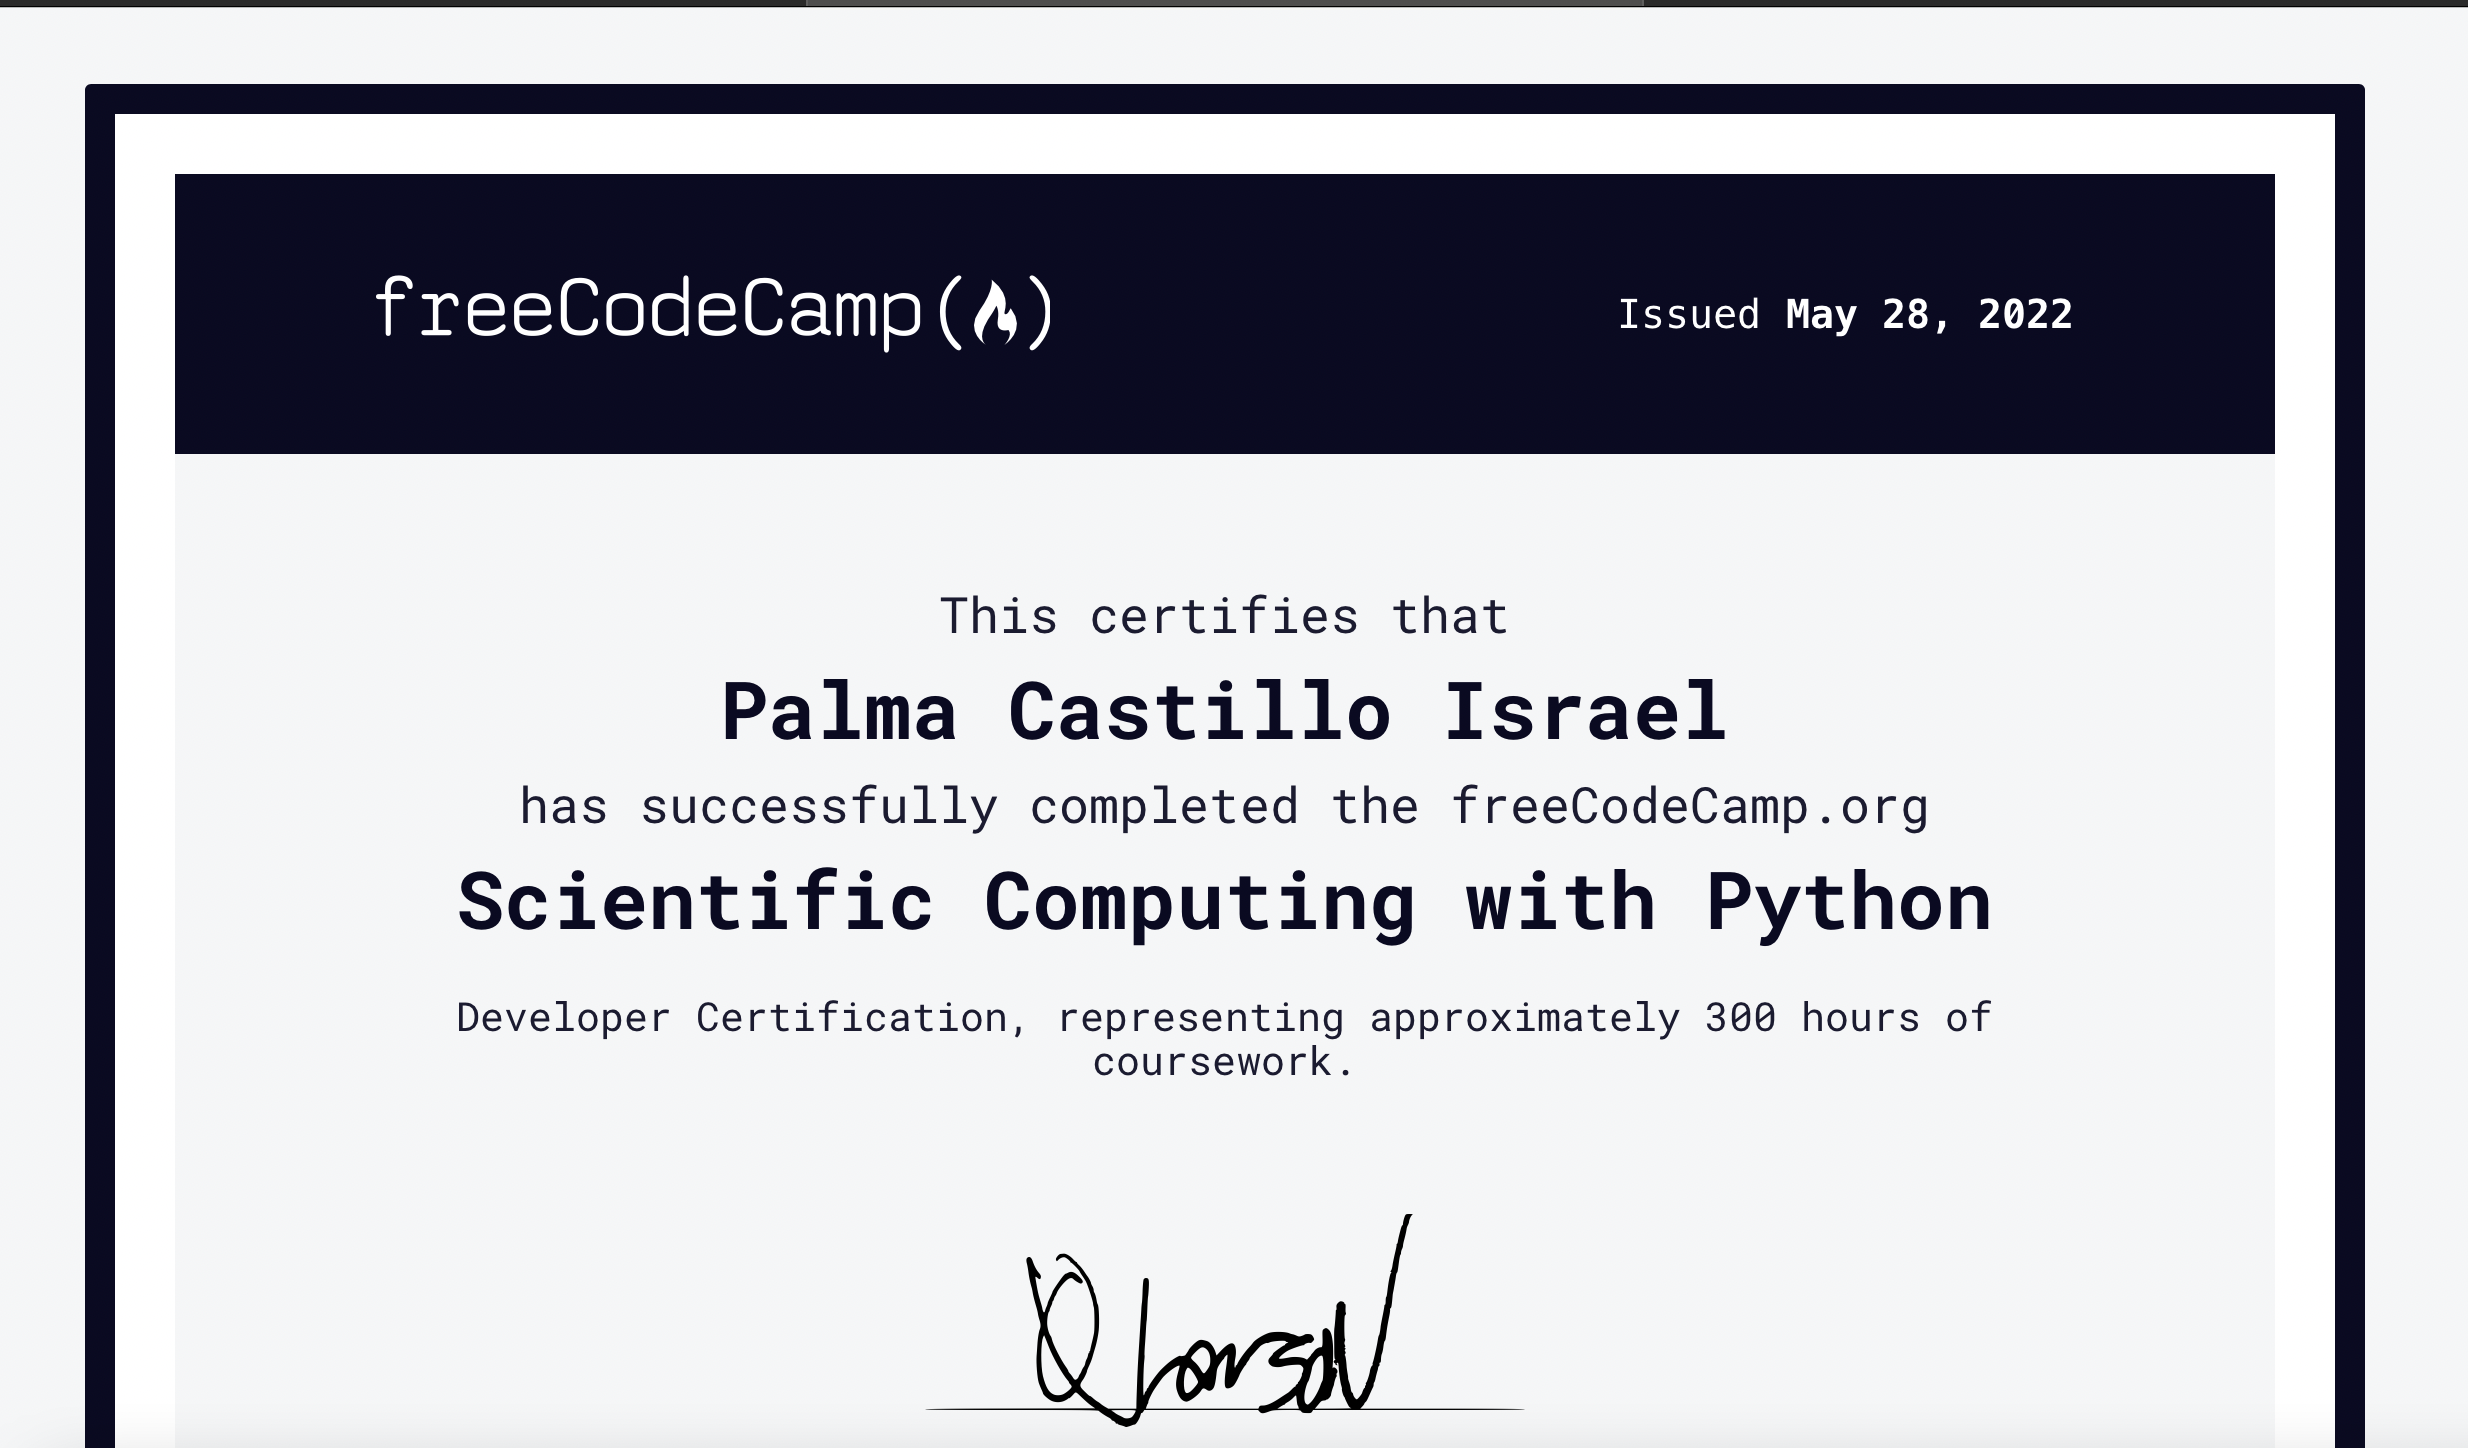 freeCodeCamp(🔥)
Issued May 28, 2022
This certifies that
Palma Castillo Israel
has successfully completed the freeCodeCamp.org
Scientific Computing with Python
Developer Certification, representing approximately 300 hours of
coursework.